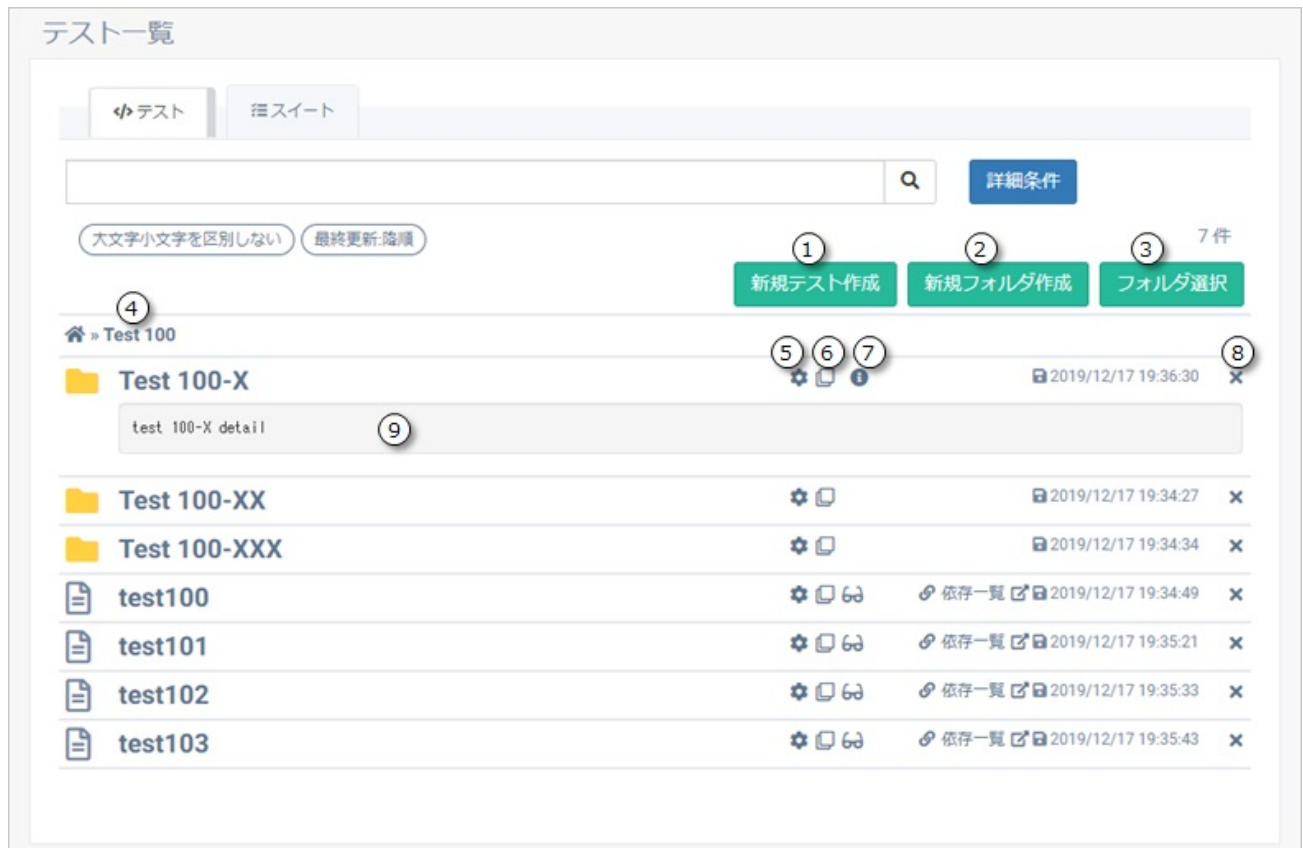 テスト一覧
テスト
スイート
詳細条件
大文字小文字を区別しない 最終更新:降順
7 件
① ② ③
新規テスト作成 新規フォルダ作成 フォルダ選択
④
» Test 100
⑤ ⑥ ⑦ ⑧
Test 100-X 2019/12/17 19:36:30
test 100-X detail ⑨
Test 100-XX 2019/12/17 19:34:27
Test 100-XXX 2019/12/17 19:34:34
test100 依存一覧 2019/12/17 19:34:49
test101 依存一覧 2019/12/17 19:35:21
test102 依存一覧 2019/12/17 19:35:33
test103 依存一覧 2019/12/17 19:35:43